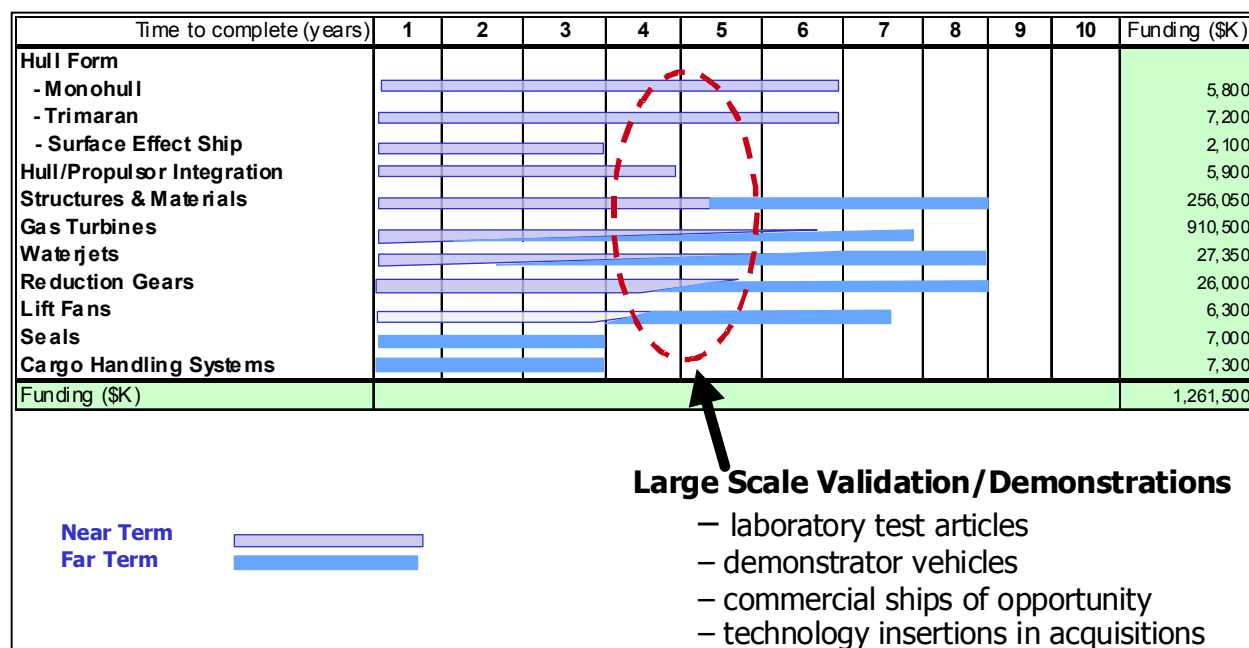 Time to complete (years) 1 2 3 4 5 6 7 8 9 10 Funding ($K)
Hull Form
- Monohull 5,800
- Trimaran 7,200
- Surface Effect Ship 2,100
Hull/Propulsor Integration 5,900
Structures & Materials 256,050
Gas Turbines 910,500
Waterjets 27,350
Reduction Gears 26,000
Lift Fans 6,300
Seals 7,000
Cargo Handling Systems 7,300
Funding ($K) 1,261,500
Large Scale Validation/Demonstrations
– laboratory test articles
– demonstrator vehicles
– commercial ships of opportunity
– technology insertions in acquisitions
Near Term
Far Term